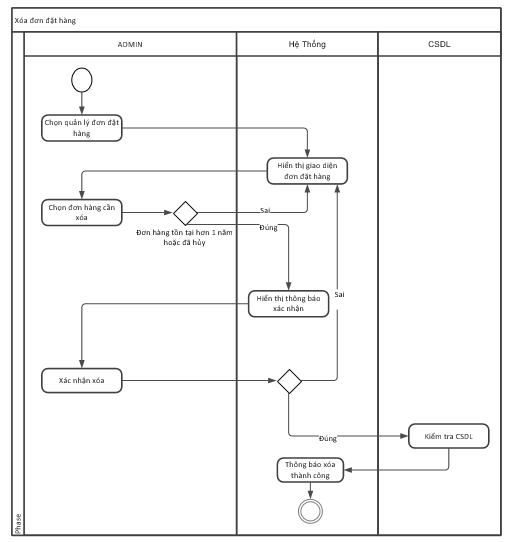 Xóa đơn đặt hàng
ADMIN
Hệ Thống
CSDL
Chọn quản lý đơn đặt
hàng
Hiển thị giao diện
đơn đặt hàng
Chọn đơn hàng cần
xóa
Sai
Đúng
Đơn hàng tồn tại hơn 1 năm
hoặc đã hủy
Hiển thị thông báo
xác nhận
Sai
Xác nhận xóa
Đúng
Kiểm tra CSDL
Thông báo xóa
thành công
Phase